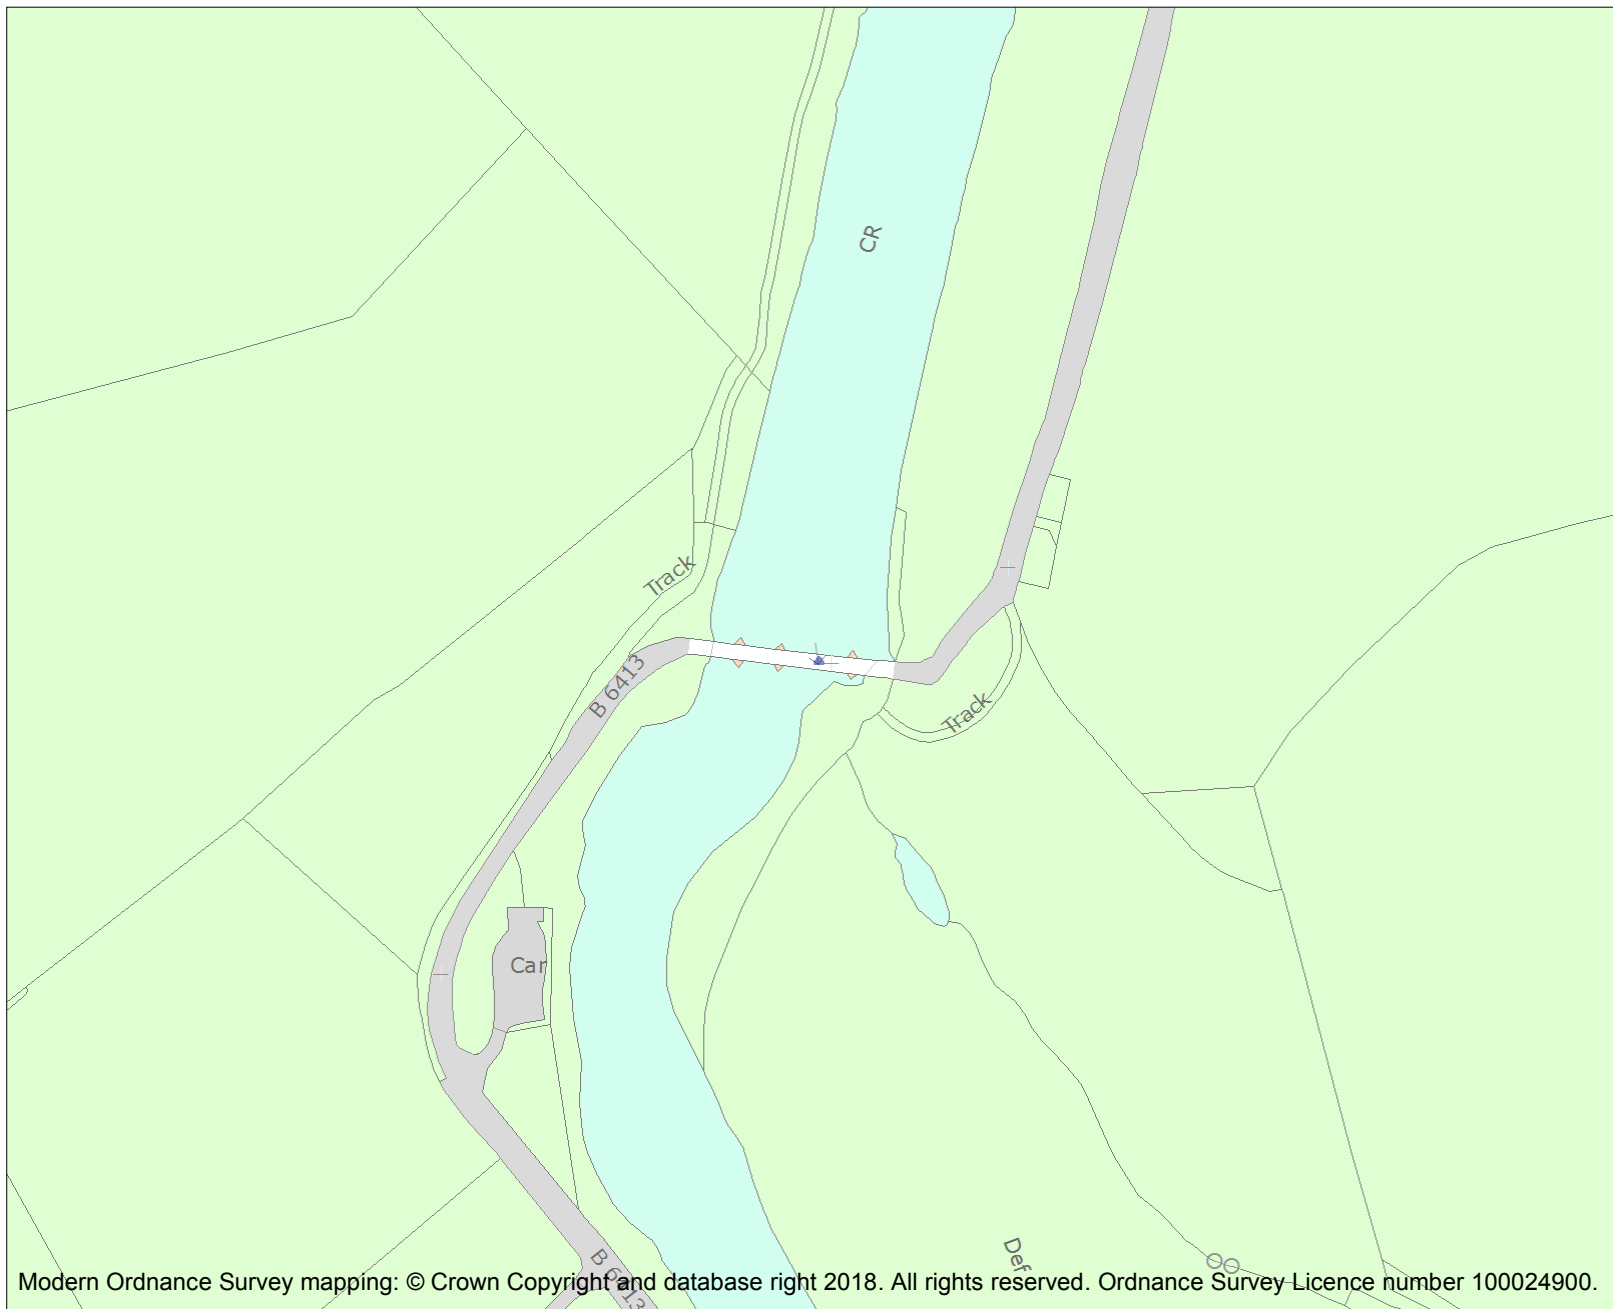 CR
Track
B 6413
Track
Car
Def
B 6413
Modern Ordnance Survey mapping: © Crown Copyright and database right 2018. All rights reserved. Ordnance Survey Licence number 100024900.